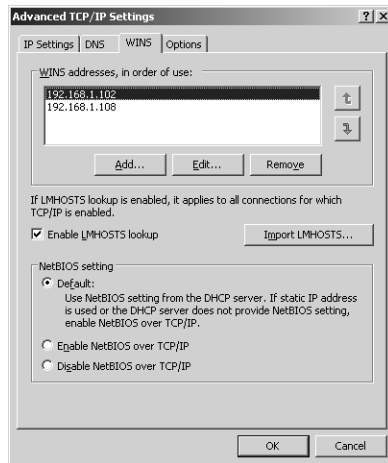 Advanced TCP/IP Settings
IP Settings DNS WINS Options
WINS addresses, in order of use:
192.168.1.102
192.168.1.108
Add... Edit... Remove
If LMHOSTS lookup is enabled, it applies to all connections for which
TCP/IP is enabled.
Enable LMHOSTS lookup Import LMHOSTS...
NetBIOS setting
Default:
Use NetBIOS setting from the DHCP server. If static IP address
is used or the DHCP server does not provide NetBIOS setting,
enable NetBIOS over TCP/IP.
Enable NetBIOS over TCP/IP
Disable NetBIOS over TCP/IP
OK Cancel